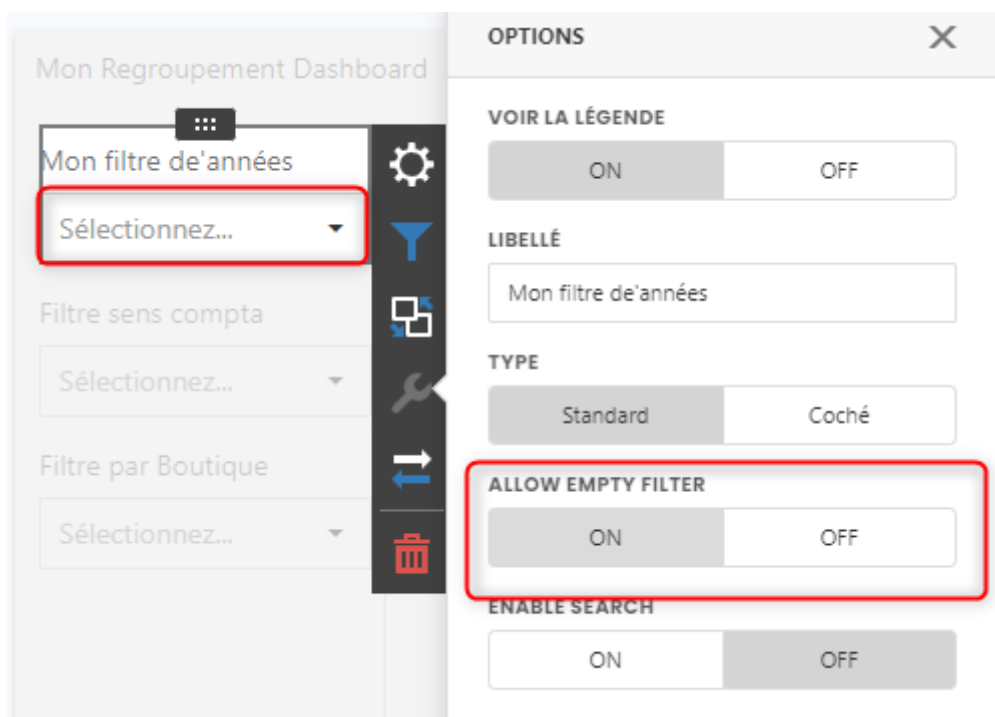 Mon Regroupement Dashboard
Mon filtre de'années
Sélectionnez...
Filtre sens compta
Sélectionnez...
Filtre par Boutique
Sélectionnez...
OPTIONS
VOIR LA LÉGENDE
ON OFF
LIBELLÉ
Mon filtre de'années
TYPE
Standard Coché
ALLOW EMPTY FILTER
ON OFF
ENABLE SEARCH
ON OFF